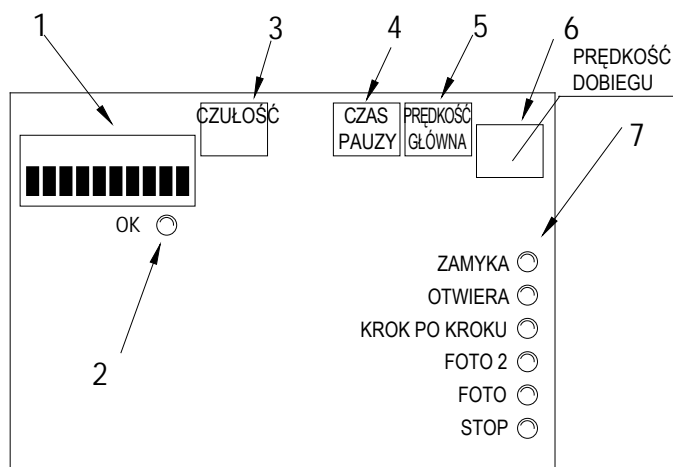 1
3
4
5
6
PRĘDKOŚĆ
DOBIEGU
CZUŁOŚĆ
CZAS
PAUZY
PRĘDKOŚĆ
GŁÓWNA
7
OK
2
ZAMYKA
OTWIERA
KROK PO KROKU
FOTO 2
FOTO
STOP